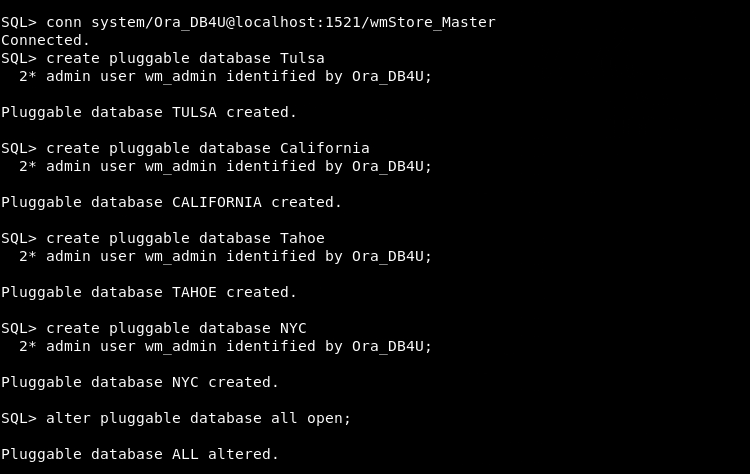 SQL> conn system/Ora_DB4U@localhost:1521/wmStore_Master
Connected.
SQL> create pluggable database Tulsa
  2* admin user wm_admin identified by Ora_DB4U;
Pluggable database TULSA created.
SQL> create pluggable database California
  2* admin user wm_admin identified by Ora_DB4U;
Pluggable database CALIFORNIA created.
SQL> create pluggable database Tahoe
  2* admin user wm_admin identified by Ora_DB4U;
Pluggable database TAHOE created.
SQL> create pluggable database NYC
  2* admin user wm_admin identified by Ora_DB4U;
Pluggable database NYC created.
SQL> alter pluggable database all open;
Pluggable database ALL altered.